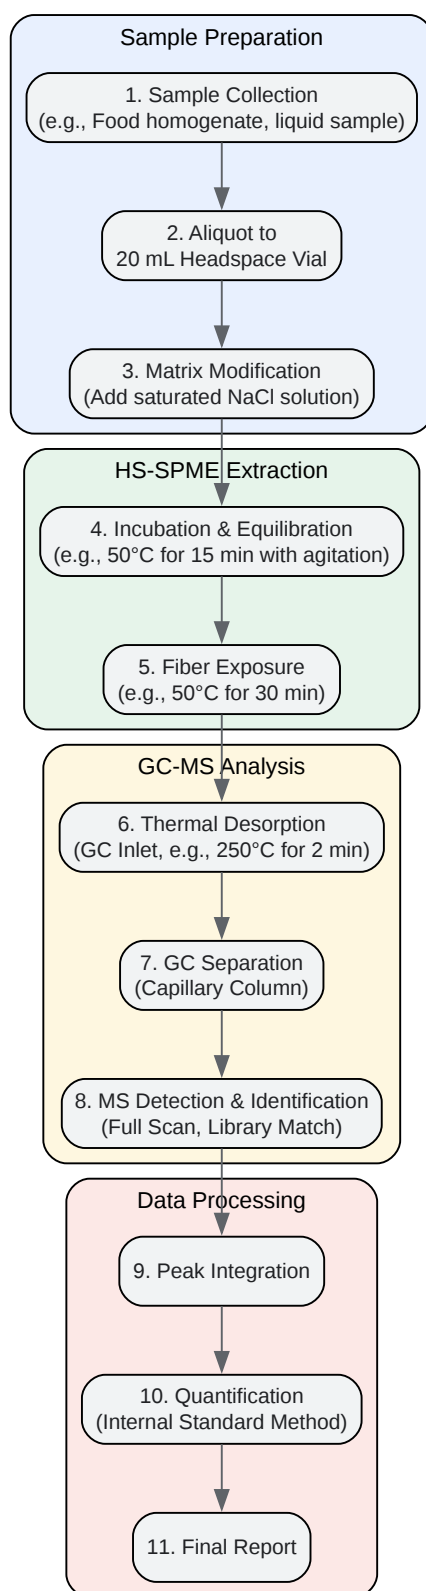 Sample Preparation
1. Sample Collection
(e.g., Food homogenate, liquid sample)
2. Aliquot to
20 mL Headspace Vial
3. Matrix Modification
(Add saturated NaCl solution)
HS-SPME Extraction
4. Incubation & Equilibration
(e.g., 50°C for 15 min with agitation)
5. Fiber Exposure
(e.g., 50°C for 30 min)
GC-MS Analysis
6. Thermal Desorption
(GC Inlet, e.g., 250°C for 2 min)
7. GC Separation
(Capillary Column)
8. MS Detection & Identification
(Full Scan, Library Match)
Data Processing
9. Peak Integration
10. Quantification
(Internal Standard Method)
11. Final Report